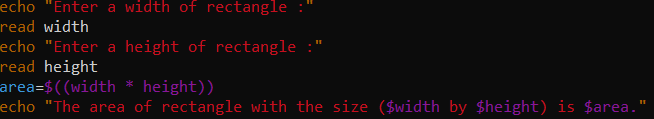 echo "Enter a width of rectangle :"
read width
echo "Enter a height of rectangle :"
read height
area=$((width * height))
echo "The area of rectangle with the size ($width by $height) is $area."